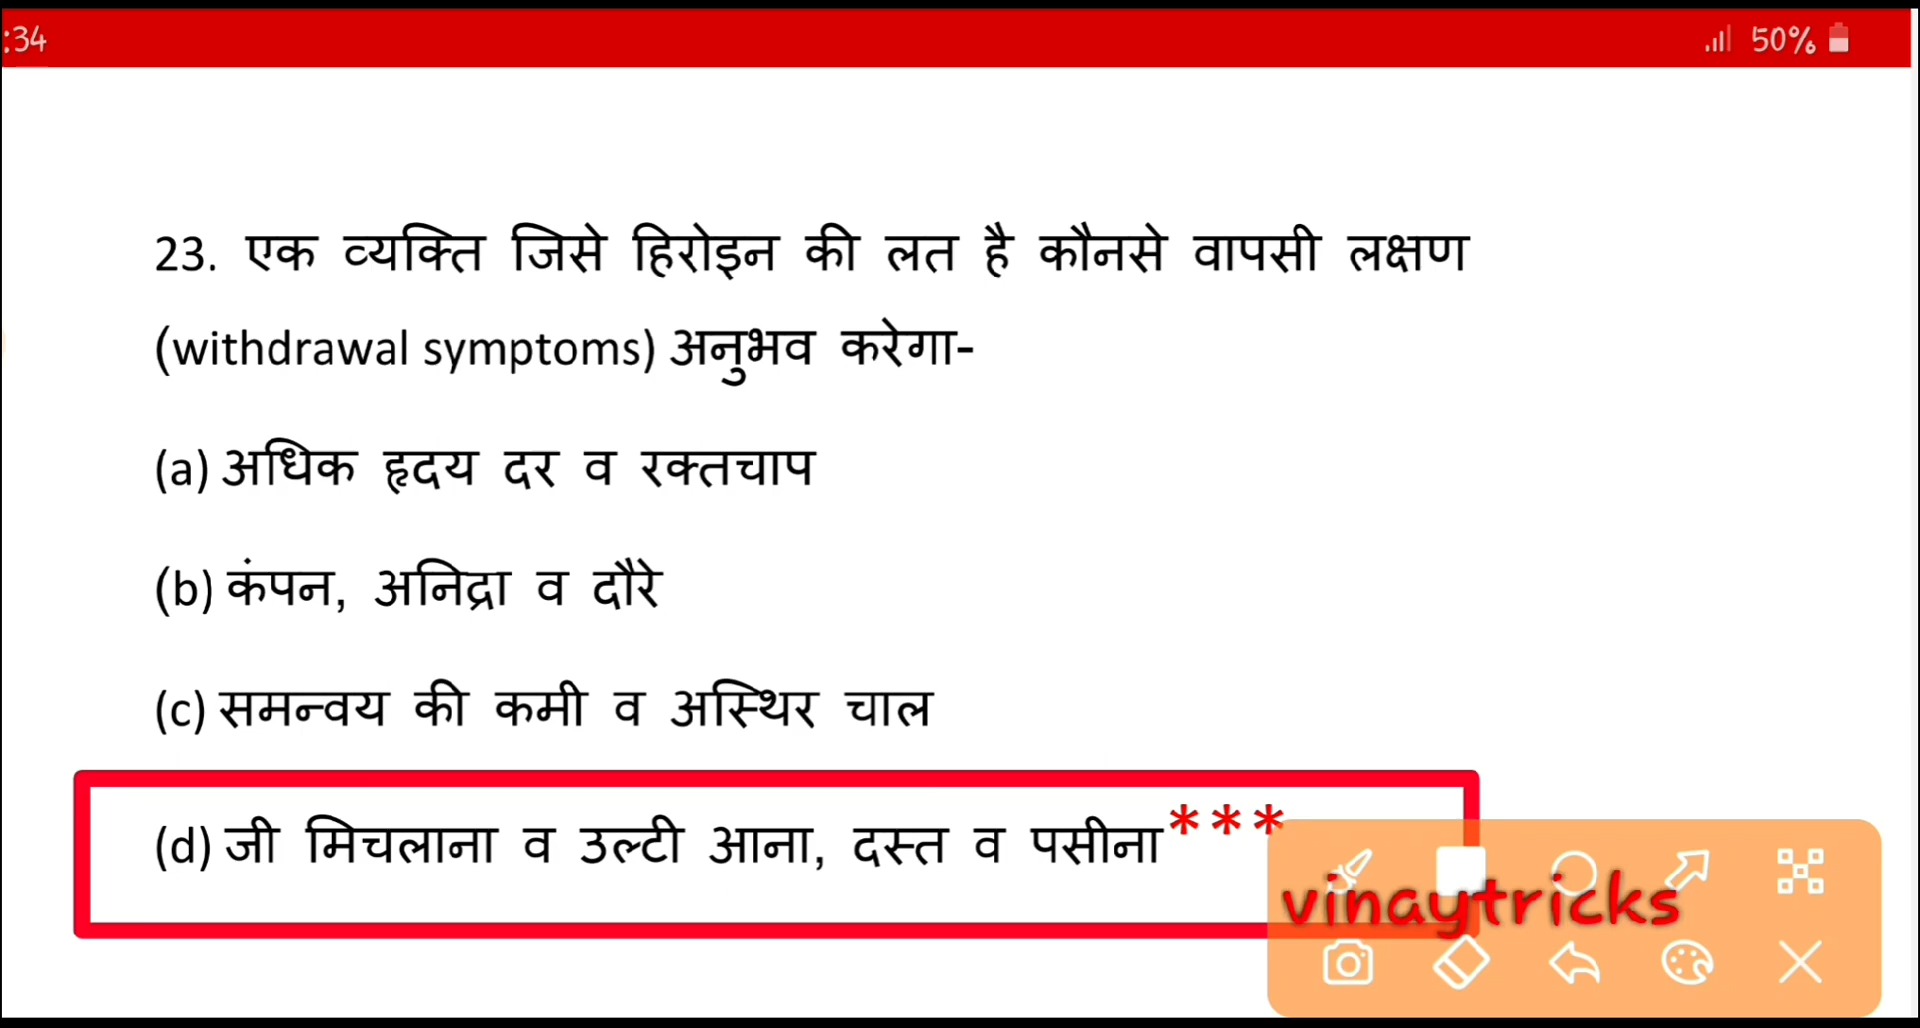 :34
50%
23. एक व्यक्ति जिसे हिरोइन की लत है कौनसे वापसी लक्षण
(withdrawal symptoms) अनुभव करेगा-
(a) अधिक हृदय दर व रक्तचाप
(b) कंपन, अनिद्रा व दौरे
(c) समन्वय की कमी व अस्थिर चाल
(d) जी मिचलाना व उल्टी आना, दस्त व पसीना***
vinaytricks